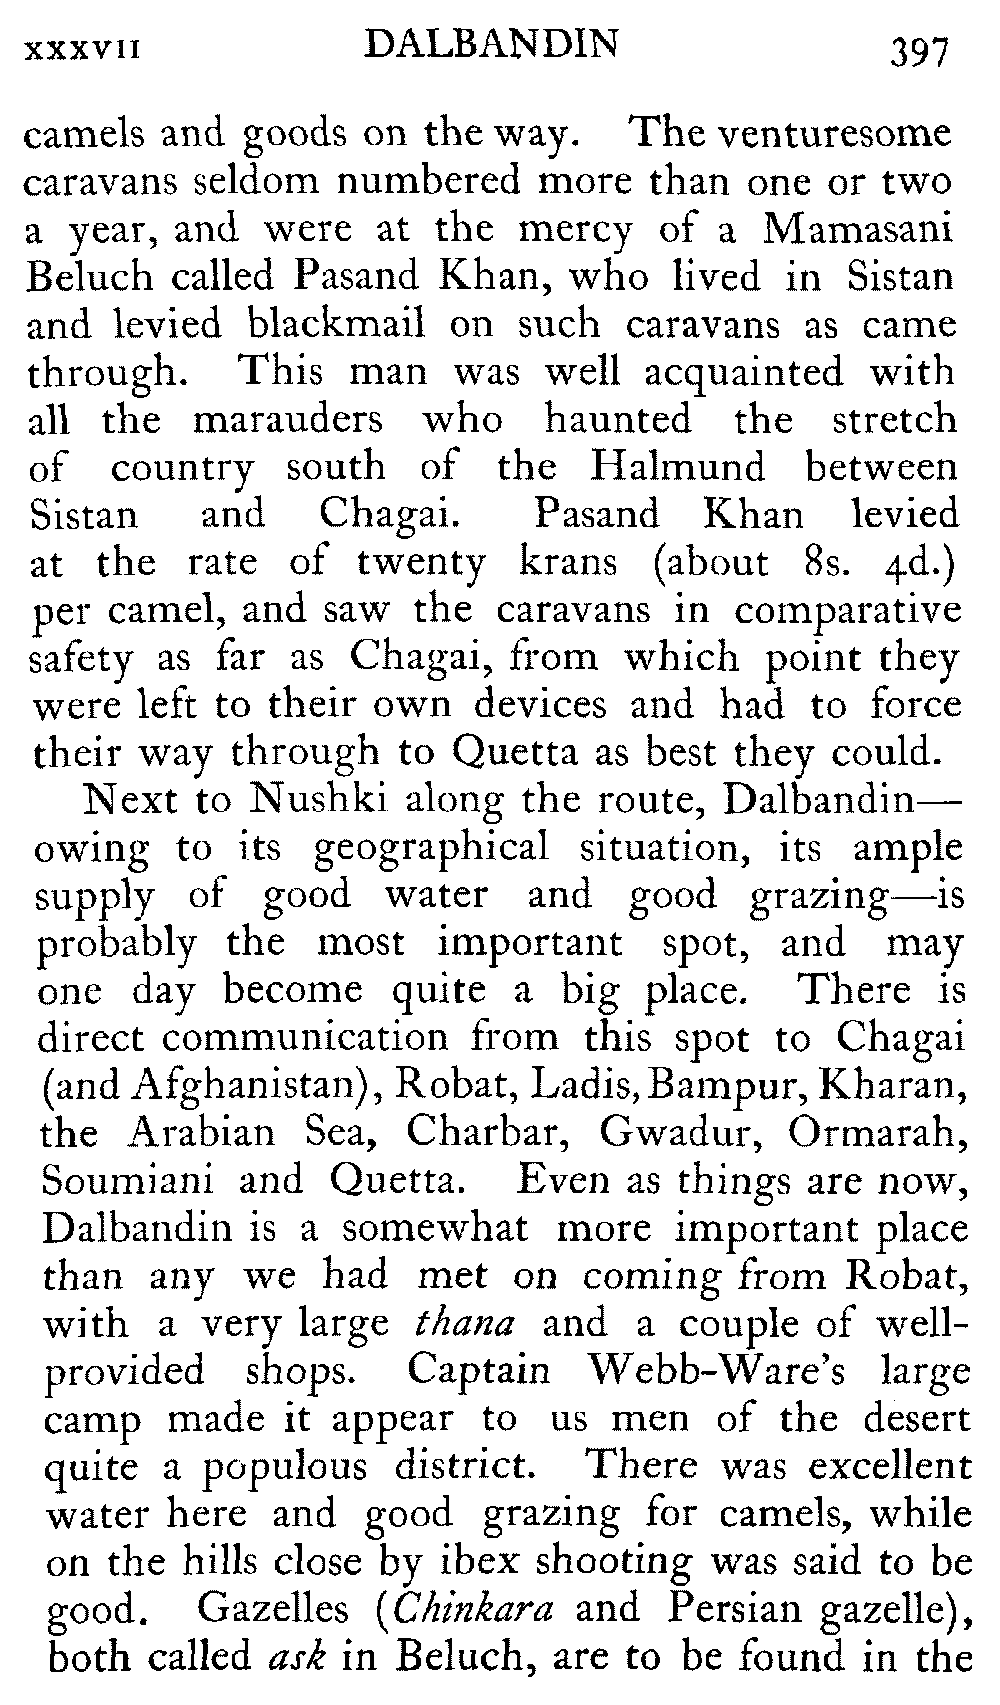 XXXVII DALBANDIN 397
camels and goods on the way. The venturesome
caravans seldom numbered more than one or two
a year, and were at the mercy of a Mamasani
Beluch called Pasand Khan, who lived in Sistan
and levied blackmail on such caravans as came
through. This man was well acquainted with
all the marauders who haunted the stretch
of country south of the Halmund between
Sistan and Chagai. Pasand Khan levied
at the rate of twenty krans (about 8s. 4d.)
per camel, and saw the caravans in comparative
safety as far as Chagai, from which point they
were left to their own devices and had to force
their way through to Quetta as best they could.
Next to Nushki along the route, Dalbandin—
owing to its geographical situation, its ample
supply of good water and good grazing—is
probably the most important spot, and may
one day become quite a big place. There is
direct communication from this spot to Chagai
(and Afghanistan), Robat, Ladis, Bampur, Kharan,
the Arabian Sea, Charbar, Gwadur, Ormarah,
Soumiani and Quetta. Even as things are now,
Dalbandin is a somewhat more important place
than any we had met on coming from Robat,
with a very large thana and a couple of well-
provided shops. Captain Webb-Ware's large
camp made it appear to us men of the desert
quite a populous district. There was excellent
water here and good grazing for camels, while
on the hills close by ibex shooting was said to be
good. Gazelles (Chinkara and Persian gazelle),
both called ask in Beluch, are to be found in the